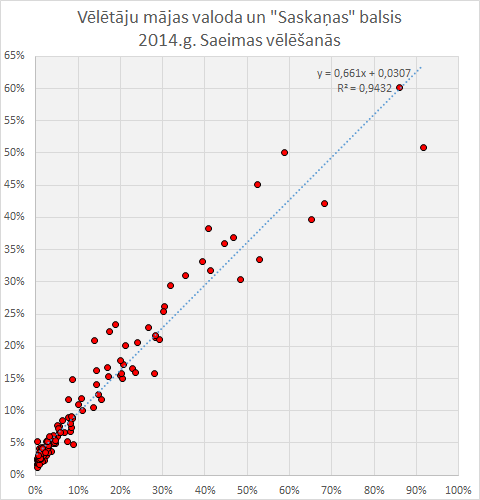 Vēlētāju mājas valoda un "Saskaņas" balsis
2014.g. Saeimas vēlēšanās
65%
y = 0,661x + 0,0307
R² = 0,9432
60%
55%
50%
45%
40%
35%
30%
25%
20%
15%
10%
5%
0%
0% 10% 20% 30% 40% 50% 60% 70% 80% 90% 100%